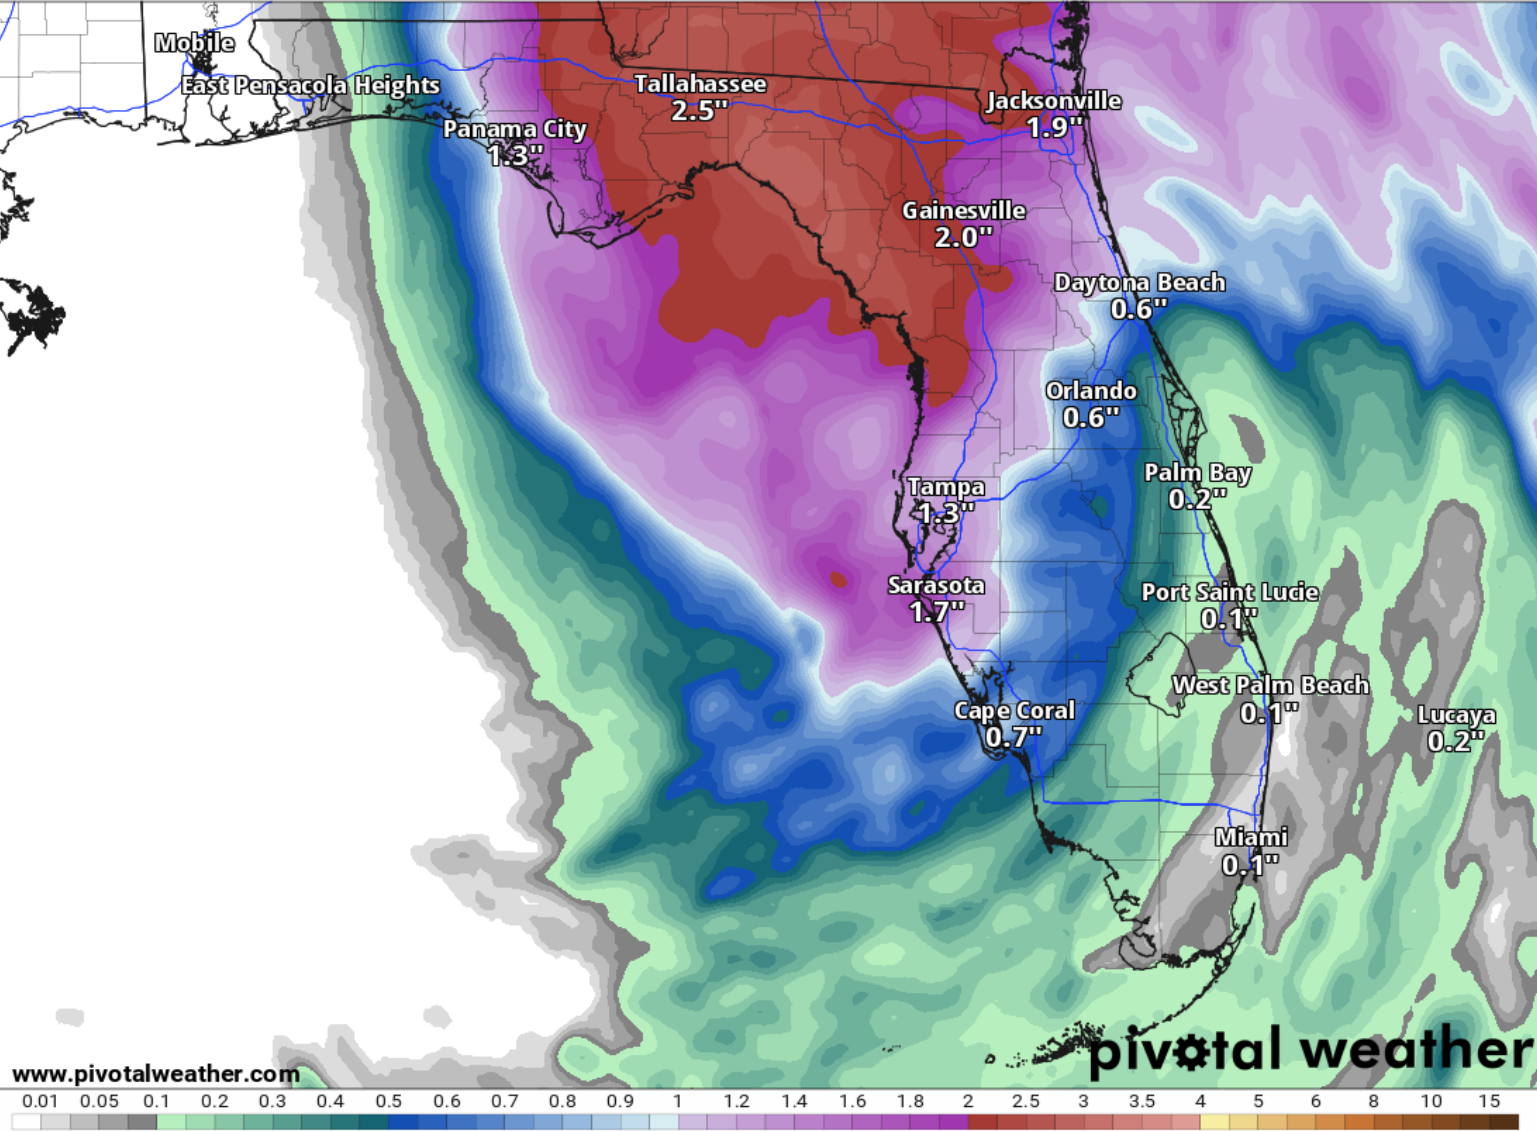 Mobile
East Pensacola Heights
Tallahassee
2.5"
Jacksonville
1.9"
Panama City
1.3"
Gainesville
2.0"
Daytona Beach
0.6"
Orlando
0.6"
Palm Bay
0.2"
Tampa
1.3"
Sarasota
1.7"
Port Saint Lucie
0.1"
West Palm Beach
0.1"
Cape Coral
0.7"
Lucaya
0.2"
Miami
0.1"
pivotal weather
www.pivotalweather.com
0.01 0.05 0.1 0.2 0.3 0.4 0.5 0.6 0.7 0.8 0.9 1 1.2 1.4 1.6 1.8 2 2.5 3 3.5 4 5 6 8 10 15